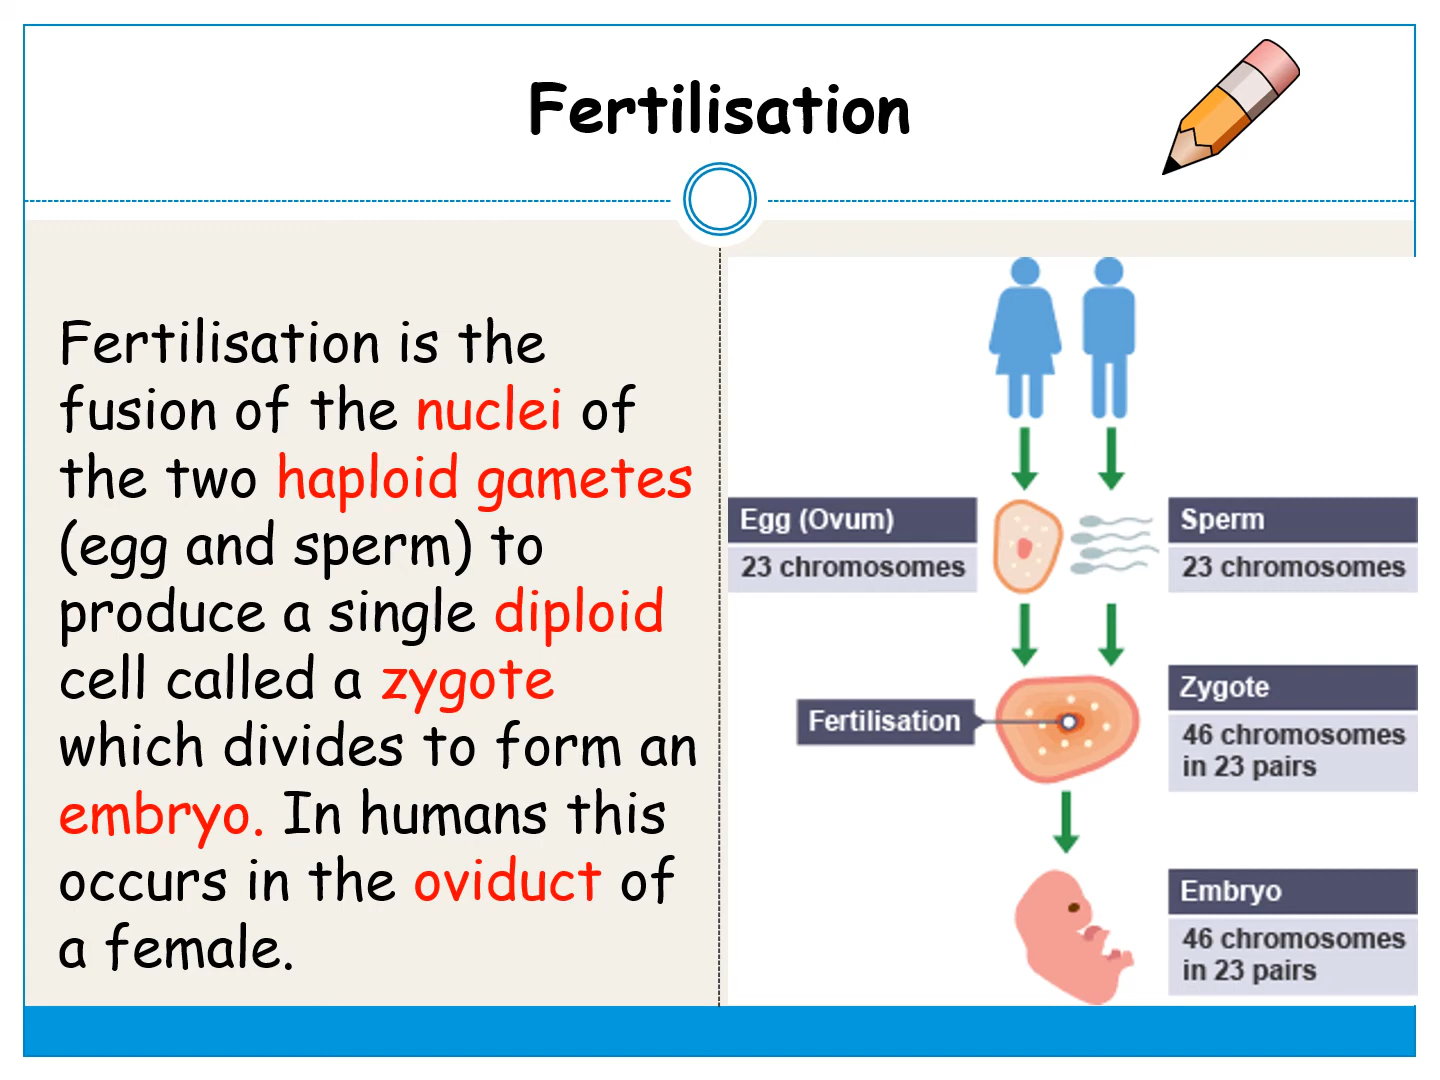 Fertilisation
Fertilisation is the
fusion of the nuclei of
the two haploid gametes
(egg and sperm) to
produce a single diploid
cell called a zygote
which divides to form an
embryo. In humans this
occurs in the oviduct of
a female.
Egg (Ovum)
23 chromosomes
Sperm
23 chromosomes
Fertilisation
Zygote
46 chromosomes
in 23 pairs
Embryo
46 chromosomes
in 23 pairs